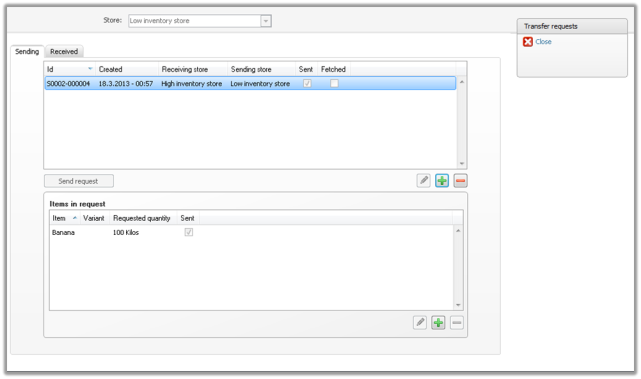 Store: Low inventory store
Transfer requests
Close
Sending Received
Id Created Receiving store Sending store Sent Fetched
S0002-000004 18.3.2013 - 00:57 High inventory store Low inventory store
Send request
Items in request
Item Variant Requested quantity Sent
Banana 100 Kilos